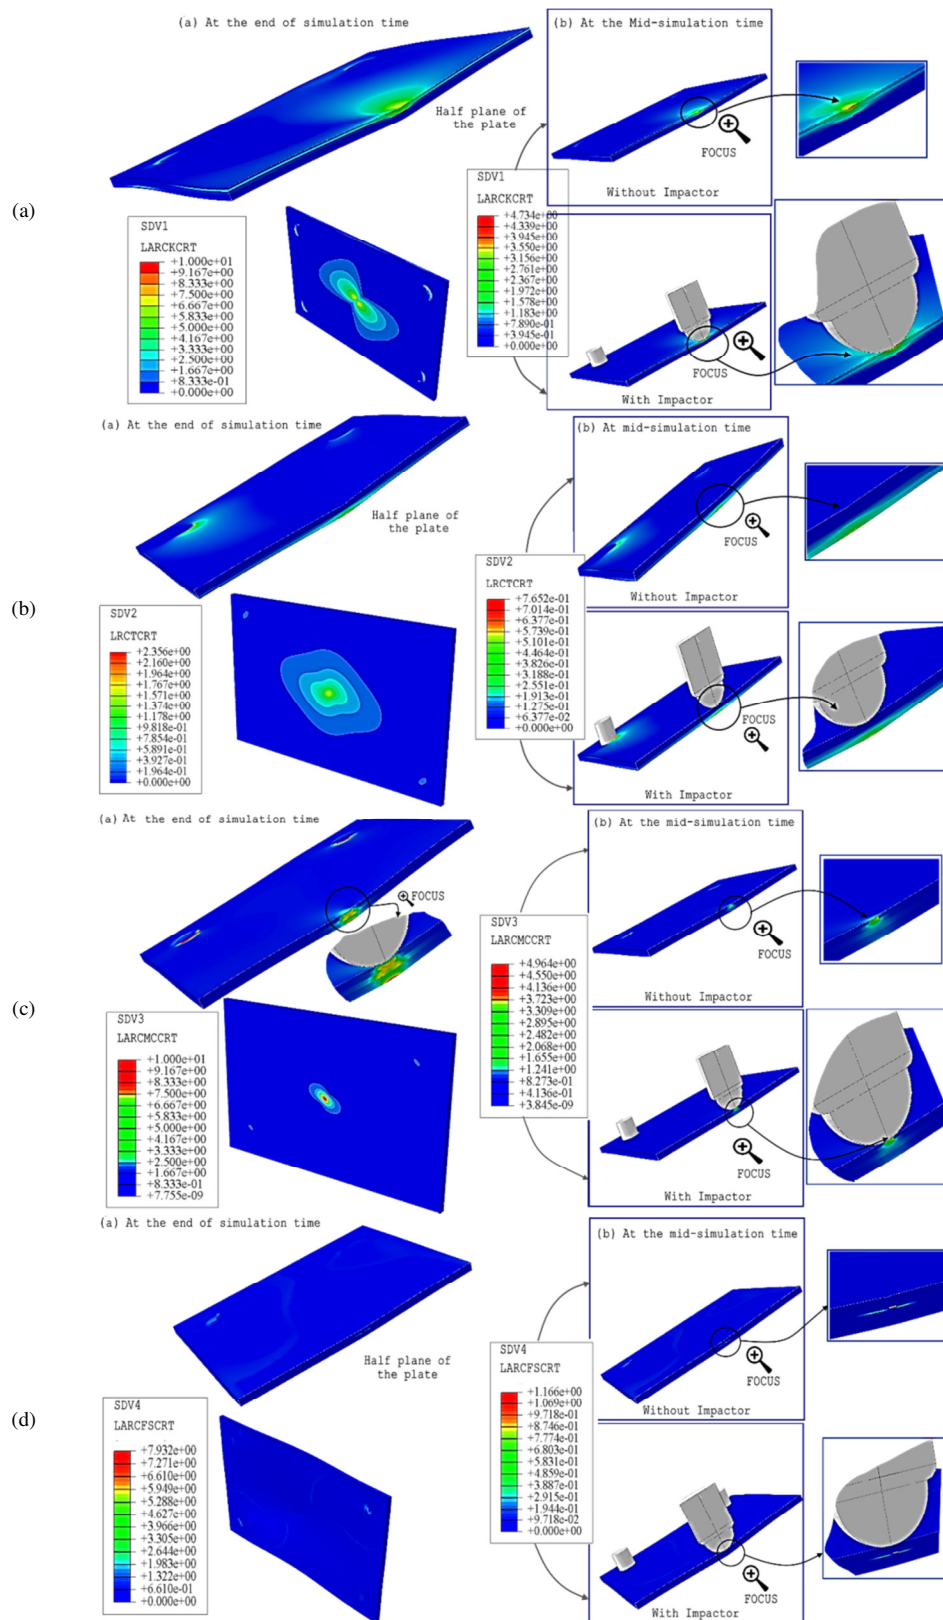 (a) At the end of simulation time
(b) At the Mid-simulation time
Half plane of
the plate
FOCUS
Without Impactor
(a)
SDV1
LARCKCRT
+4.734e+00
+4.339e+00
+3.945e+00
+3.550e+00
+3.156e+00
+2.761e+00
+2.367e+00
+1.972e+00
+1.578e+00
+1.183e+00
+7.890e-01
+3.945e-01
+0.000e+00
SDV1
LARCKCRT
+1.000e+01
+9.167e+00
+8.333e+00
+7.500e+00
+6.667e+00
+5.833e+00
+5.000e+00
+4.167e+00
+3.333e+00
+2.500e+00
+1.667e+00
+8.333e-01
+0.000e+00
FOCUS
With Impactor
(a) At the end of simulation time
(b) At mid-simulation time
Half plane of
the plate
FOCUS
Without Impactor
(b)
SDV2
LRCTCRT
+7.652e-01
+7.014e-01
+6.377e-01
+5.739e-01
+5.101e-01
+4.464e-01
+3.826e-01
+3.188e-01
+2.551e-01
+1.913e-01
+1.275e-01
+6.377e-02
+0.000e+00
SDV2
LRCTCRT
+2.356e+00
+2.160e+00
+1.964e+00
+1.767e+00
+1.571e+00
+1.374e+00
+1.178e+00
+9.818e-01
+7.854e-01
+5.891e-01
+3.927e-01
+1.964e-01
+0.000e+00
FOCUS
With Impactor
(a) At the end of simulation time
(b) At the mid-simulation time
FOCUS
FOCUS
Without Impactor
(c)
SDV3
LARCMCCRT
+4.964e+00
+4.550e+00
+4.136e+00
+3.723e+00
+3.309e+00
+2.895e+00
+2.482e+00
+2.068e+00
+1.655e+00
+1.241e+00
+8.273e-01
+4.136e-01
+3.845e-09
SDV3
LARCMCCRT
+1.000e+01
+9.167e+00
+8.333e+00
+7.500e+00
+6.667e+00
+5.833e+00
+5.000e+00
+4.167e+00
+3.333e+00
+2.500e+00
+1.667e+00
+8.333e-01
+7.755e-09
FOCUS
With Impactor
(a) At the end of simulation time
(b) At the mid-simulation time
Half plane of
the plate
FOCUS
Without Impactor
(d)
SDV4
LARCFSCRT
+1.166e+00
+1.069e+00
+9.718e-01
+8.746e-01
+7.774e-01
+6.803e-01
+5.831e-01
+4.859e-01
+3.887e-01
+2.915e-01
+1.944e-01
+9.718e-02
+0.000e+00
SDV4
LARCFSCRT
+7.932e+00
+7.271e+00
+6.610e+00
+5.949e+00
+5.288e+00
+4.627e+00
+3.966e+00
+3.305e+00
+2.644e+00
+1.983e+00
+1.322e+00
+6.610e-01
+0.000e+00
FOCUS
With Impactor